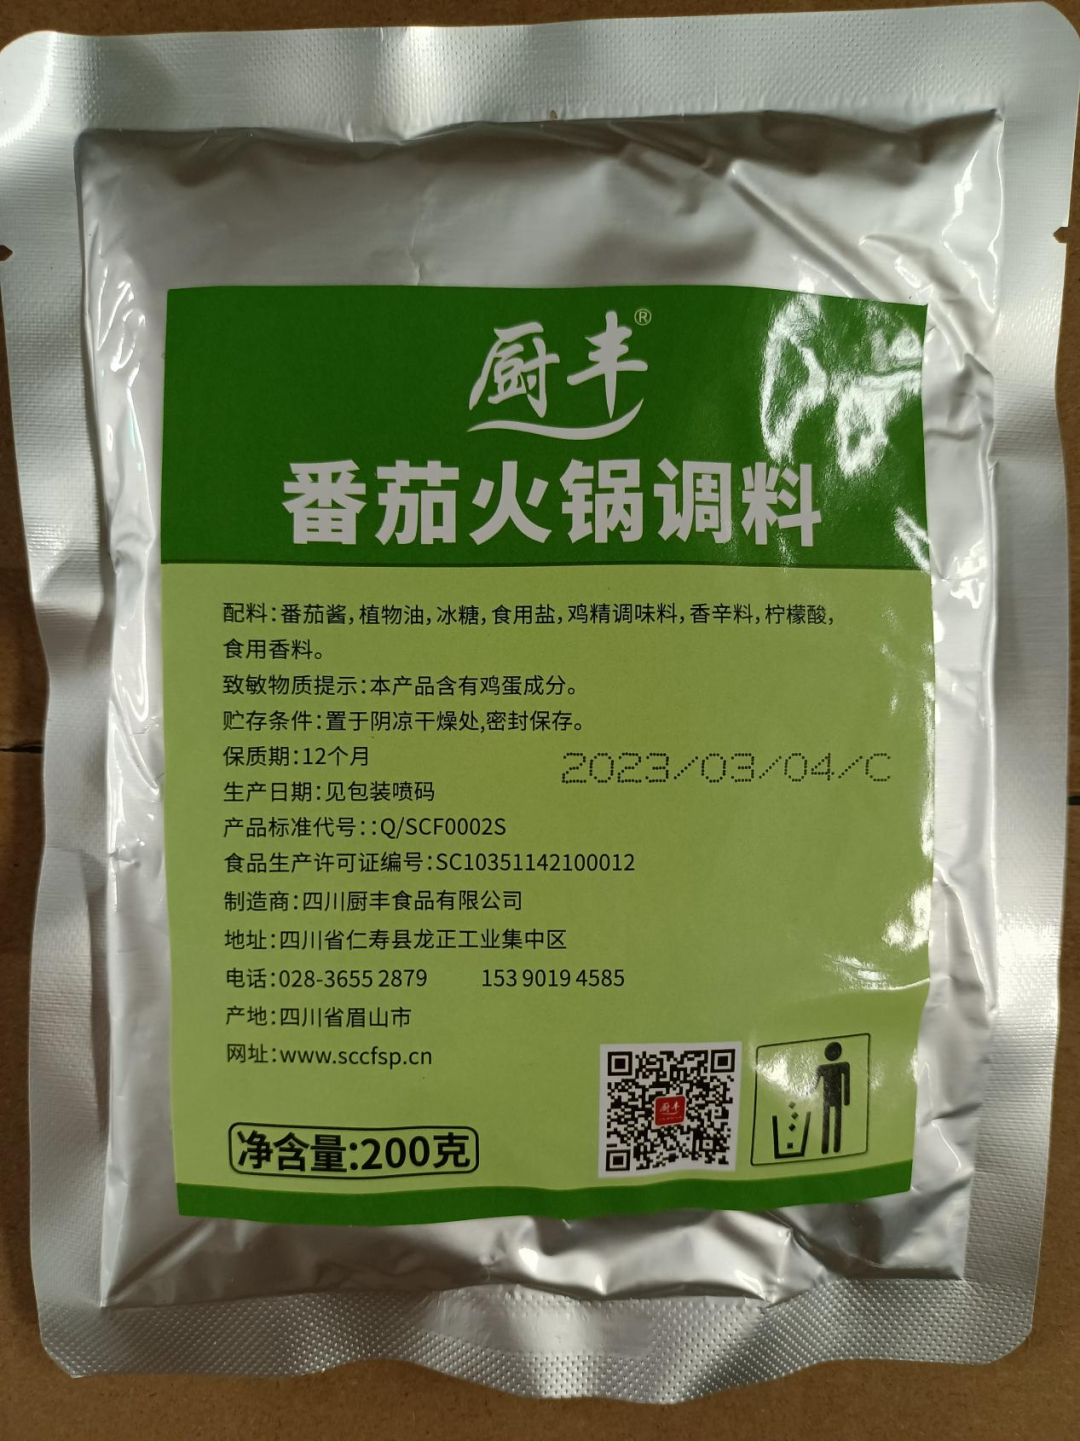 厨丰®
番茄火锅调料
配料:番茄酱,植物油,冰糖,食用盐,鸡精调味料,香辛料,柠檬酸,
食用香料。
致敏物质提示:本产品含有鸡蛋成分。
贮存条件:置于阴凉干燥处,密封保存。
保质期:12个月
2023/03/04/C
生产日期:见包装喷码
产品标准代号::Q/SCF0002S
食品生产许可证编号:SC10351142100012
制造商:四川厨丰食品有限公司
地址:四川省仁寿县龙正工业集中区
电话:028-3655 2879 153 9019 4585
产地:四川省眉山市
网址:www.sccfsp.cn
厨丰
净含量:200克